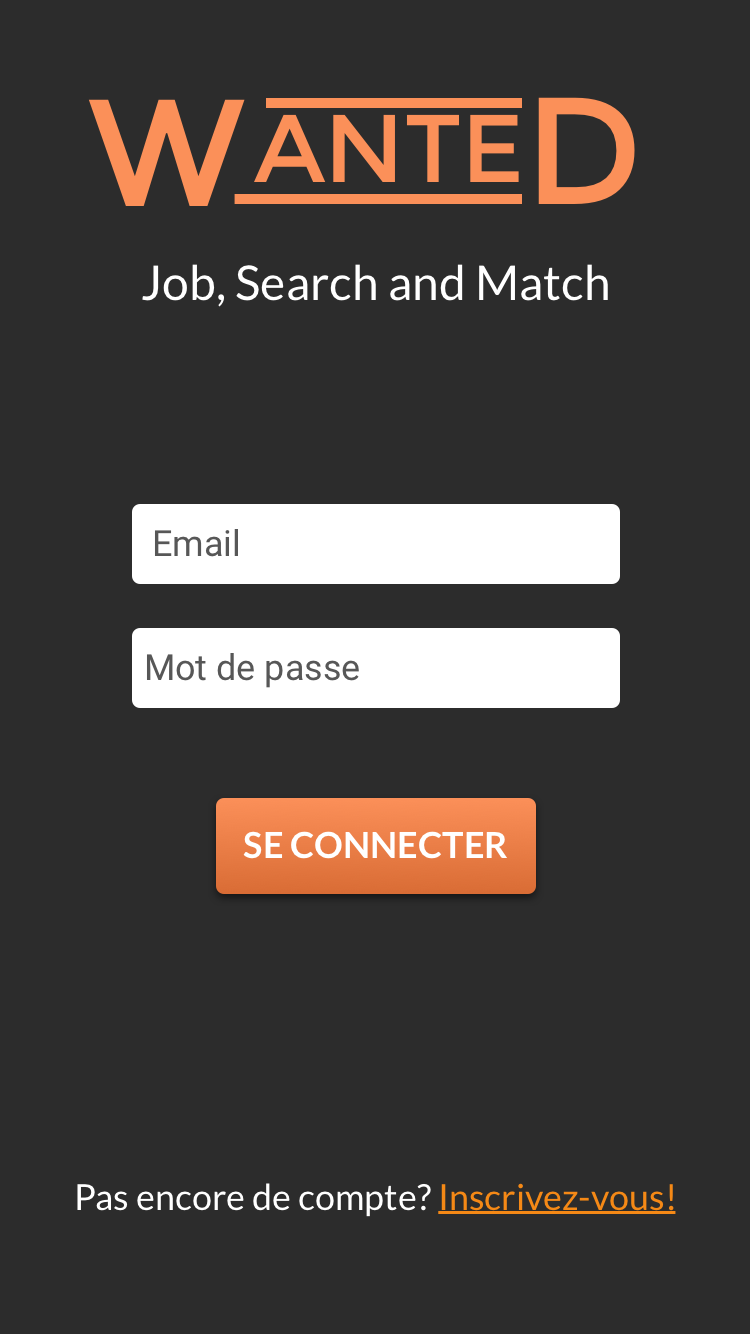 WANTED
Job, Search and Match
Email
Mot de passe
SE CONNECTER
Pas encore de compte? Inscrivez-vous!